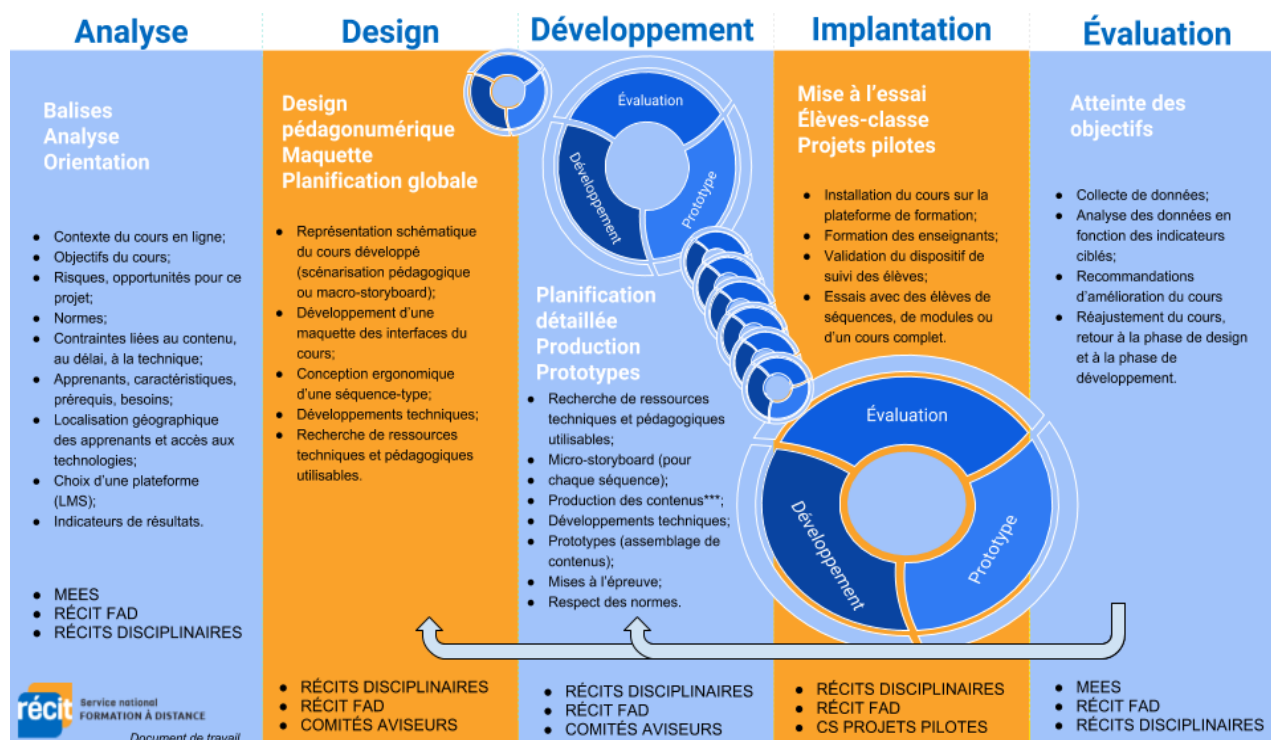 Analyse
Balises
Analyse
Orientation
● Contexte du cours en ligne;
● Objectifs du cours;
● Risques, opportunités pour ce
projet;
● Normes;
● Contraintes liées au contenu,
au délai, à la technique;
● Apprenants, caractéristiques,
prérequis, besoins;
● Localisation géographique
des apprenants et accès aux
technologies;
● Choix d’une plateforme
(LMS);
● Indicateurs de résultats.
● MEES
● RÉCIT FAD
● RÉCITS DISCIPLINAIRES
récit
Service national
FORMATION À DISTANCE
Document de travail
Design
Design
pédagonumérique
Maquette
Planification globale
● Représentation schématique
du cours développé
(scénarisation pédagogique
ou macro-storyboard);
● Développement d’une
maquette des interfaces du
cours;
● Conception ergonomique
d’une séquence-type;
● Développements techniques;
● Recherche de ressources
techniques et pédagogiques
utilisables.
● RÉCITS DISCIPLINAIRES
● RÉCIT FAD
● COMITÉS AVISEURS
Développement
Évaluation
Développement
Prototype
Planification
détaillée
Production
Prototypes
● Recherche de ressources
techniques et pédagogiques
utilisables;
● Micro-storyboard (pour
● chaque séquence);
● Production des contenus***;
● Développements techniques;
● Prototypes (assemblage de
contenus);
● Mises à l’épreuve;
● Respect des normes.
● RÉCITS DISCIPLINAIRES
● RÉCIT FAD
● COMITÉS AVISEURS
Implantation
Mise à l’essai
Élèves-classe
Projets pilotes
● Installation du cours sur la
plateforme de formation;
● Formation des enseignants;
● Validation du dispositif de
suivi des élèves;
● Essais avec des élèves de
séquences, de modules ou
d’un cours complet.
Évaluation
Développement
Prototype
● RÉCITS DISCIPLINAIRES
● RÉCIT FAD
● CS PROJETS PILOTES
Évaluation
Atteinte des
objectifs
● Collecte de données;
● Analyse des données en
fonction des indicateurs
ciblés;
● Recommandations
d’amélioration du cours
● Réajustement du cours,
retour à la phase de design
et à la phase de
développement.
● MEES
● RÉCIT FAD
● RÉCITS DISCIPLINAIRES